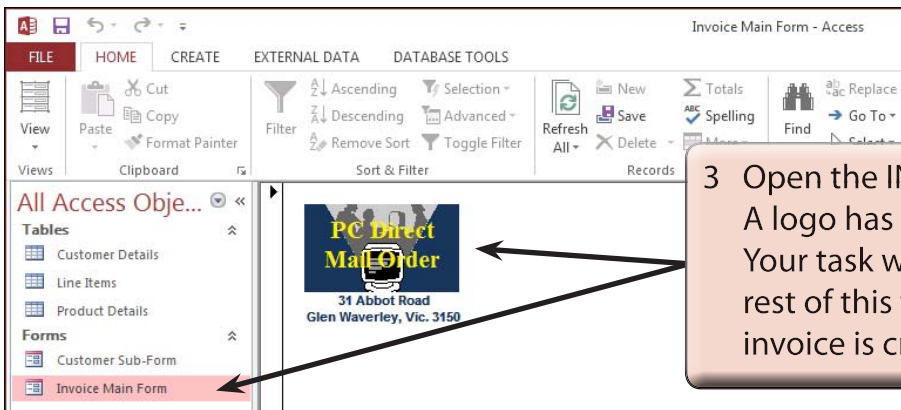 Invoice Main Form - Access
FILE HOME CREATE EXTERNAL DATA DATABASE TOOLS
View
Views
Paste
Cut
Copy
Format Painter
Clipboard
Filter
Ascending
Descending
Remove Sort
Selection
Advanced
Toggle Filter
Sort & Filter
Refresh
All
New
Save
Delete
Records
Totals
Spelling
Find
Replace
Go To
All Access Obje...
Tables
Customer Details
Line Items
Product Details
Forms
Customer Sub-Form
Invoice Main Form
PC Direct
Mail Order
31 Abbot Road
Glen Waverley, Vic. 3150
3 Open the
A logo has
Your task
rest of this
invoice is